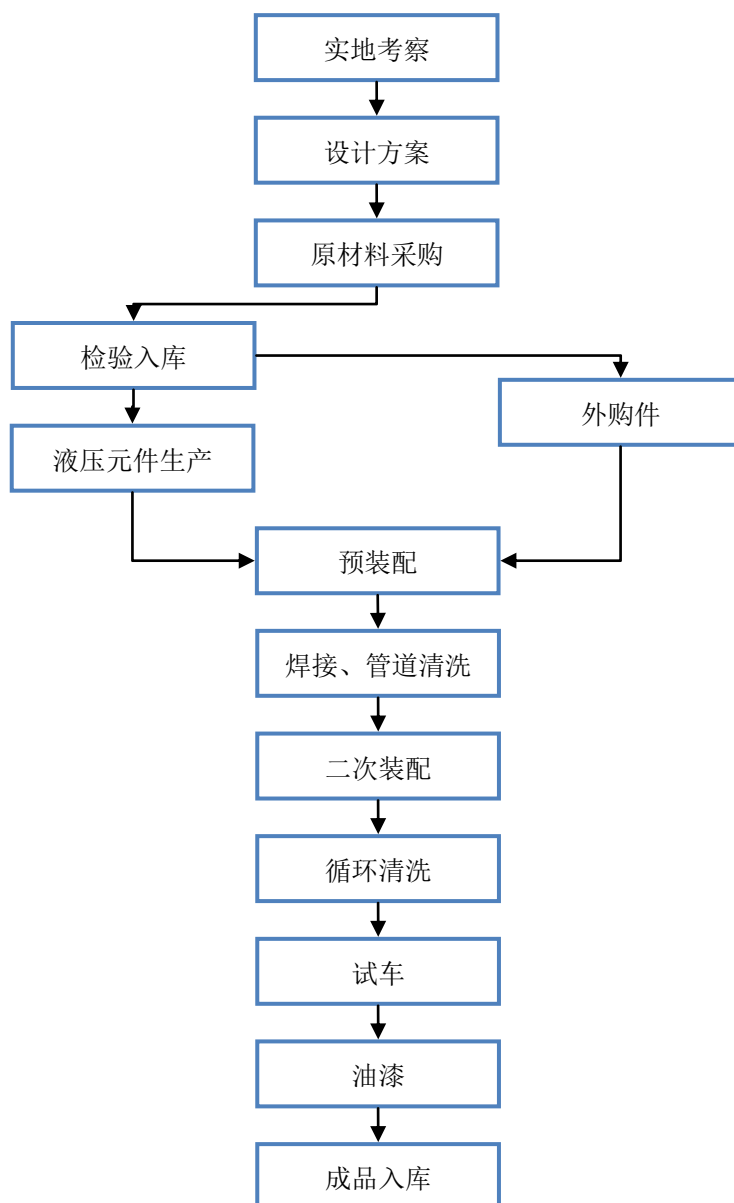 实地考察
设计方案
原材料采购
检验入库
外购件
液压元件生产
预装配
焊接、管道清洗
二次装配
循环清洗
试车
油漆
成品入库